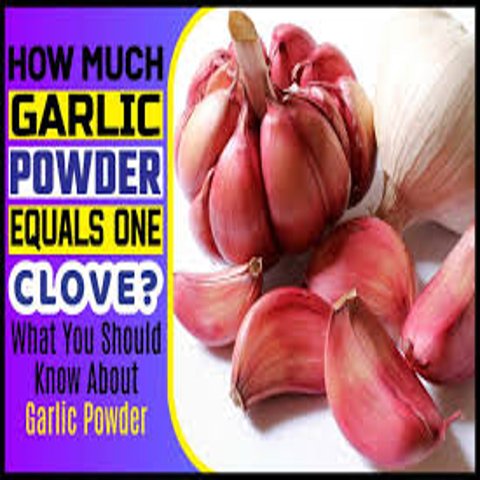 HOW MUCH
GARLIC
POWDER
EQUALS ONE
CLOVE?
What You Should
Know About
Garlic Powder